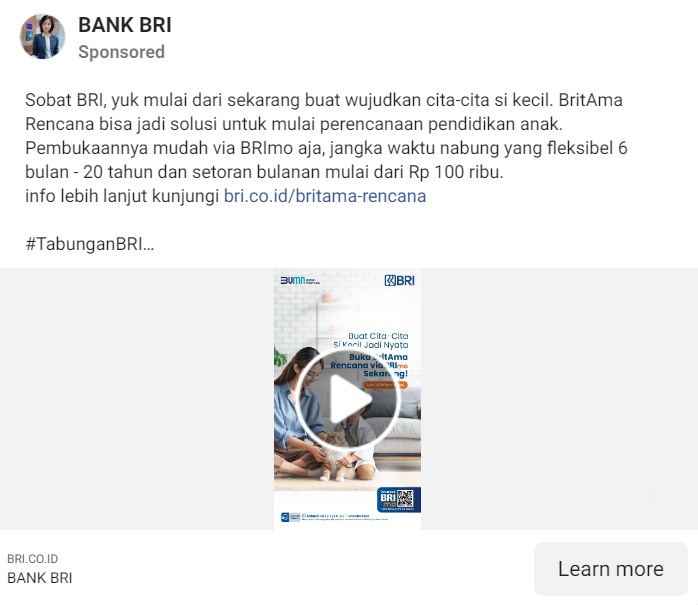 BANK BRI
Sponsored
Sobat BRI, yuk mulai dari sekarang buat wujudkan cita-cita si kecil. BritAma
Rencana bisa jadi solusi untuk mulai perencanaan pendidikan anak.
Pembukaannya mudah via BRImo aja, jangka waktu nabung yang fleksibel 6
bulan - 20 tahun dan setoran bulanan mulai dari Rp 100 ribu.
info lebih lanjut kunjungi bri.co.id/britama-rencana
#TabunganBRI...
BUMN
BRI
Buat Cita-Cita
Si Kecil Jadi Nyata
Buka BritAma
Rencana via BRImo
Sekarang!
BRI
mo
BRI.CO.ID
BANK BRI
Learn more